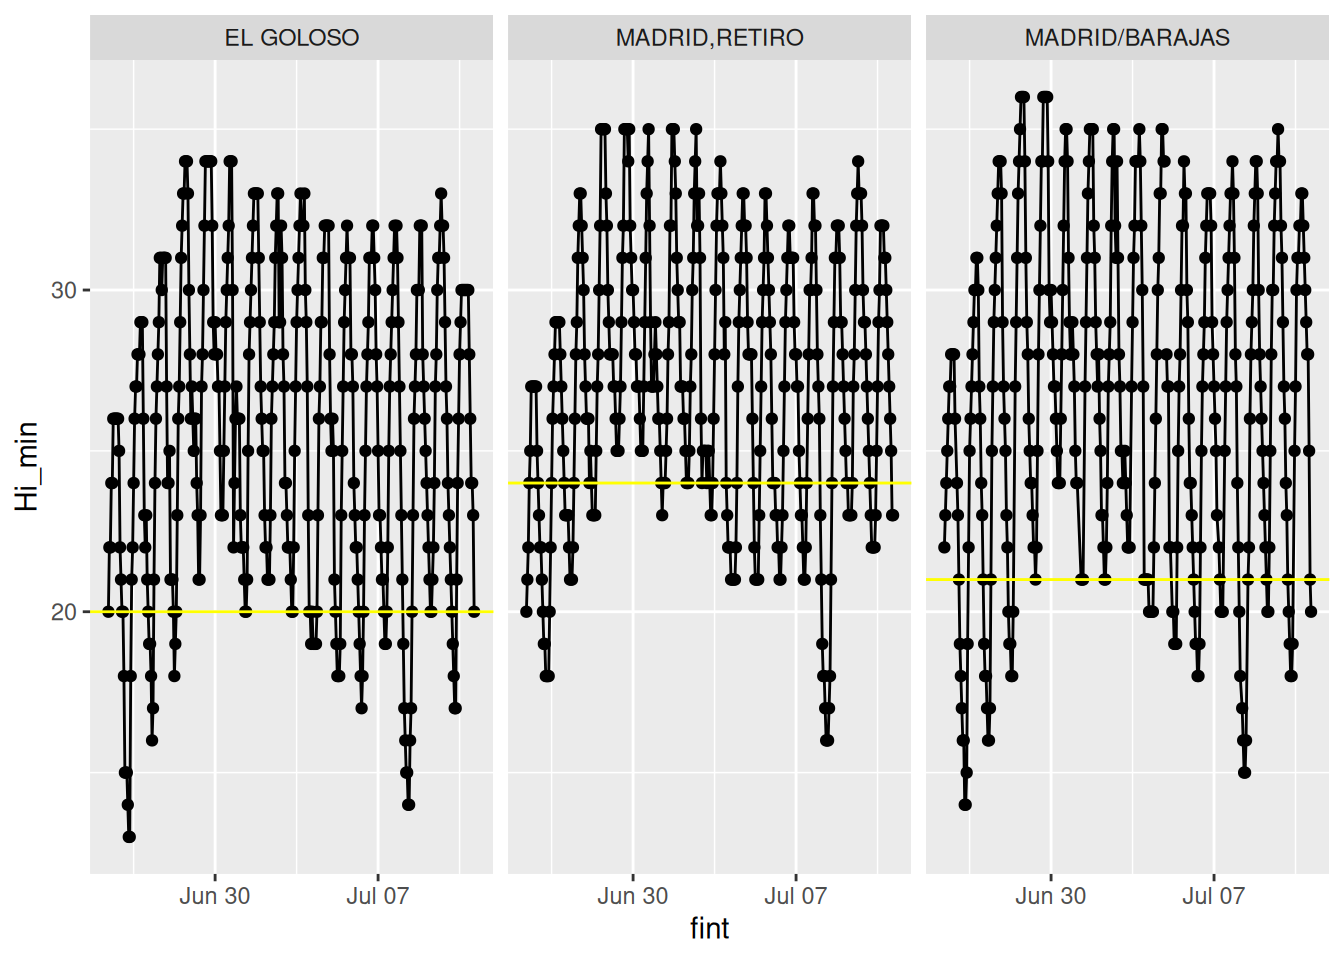 EL GOLOSO
MADRID,RETIRO
MADRID/BARAJAS
Hi_min
30
20
Jun 30
Jul 07
Jun 30
Jul 07
Jun 30
Jul 07
fint